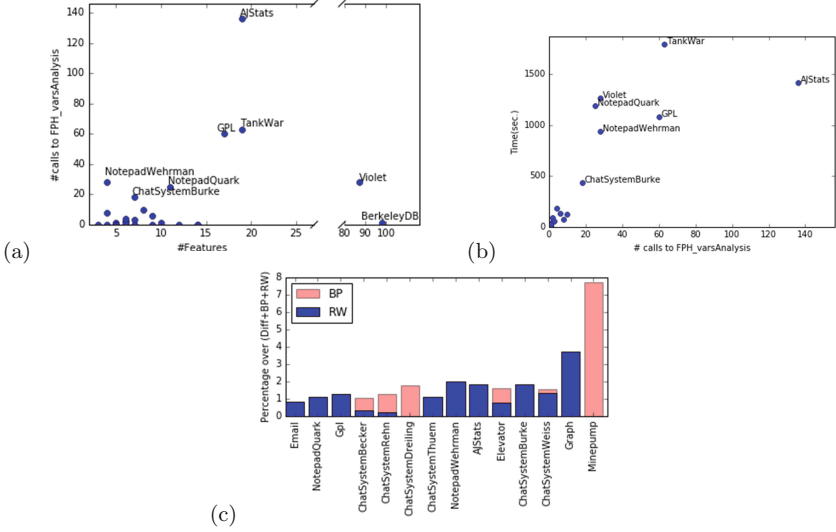 AJStats
TankWar
GPL
NotepadWehrman
NotepadQuark
ChatSystemBurke
Violet
BerkeleyDB
#calls to FPH_varsAnalysis
0 20 40 60 80 100 120 140
5 10 15 20 25 80 90 100
#Features
(a)
TankWar
AJStats
Violet
NotepadQuark
GPL
NotepadWehrman
ChatSystemBurke
Time(sec.)
0 500 1000 1500
0 20 40 60 80 100 120 140
# calls to FPH_varsAnalysis
(b)
BP
RW
Percentage over (Diff+BP+RW)
0 1 2 3 4 5 6 7 8
Email
NotepadQuark
Gpl
ChatSystemBecker
ChatSystemRehn
ChatSystemDreiling
ChatSystemThuem
NotepadWehrman
AJStats
Elevator
ChatSystemBurke
ChatSystemWeiss
Graph
Minepump
(c)